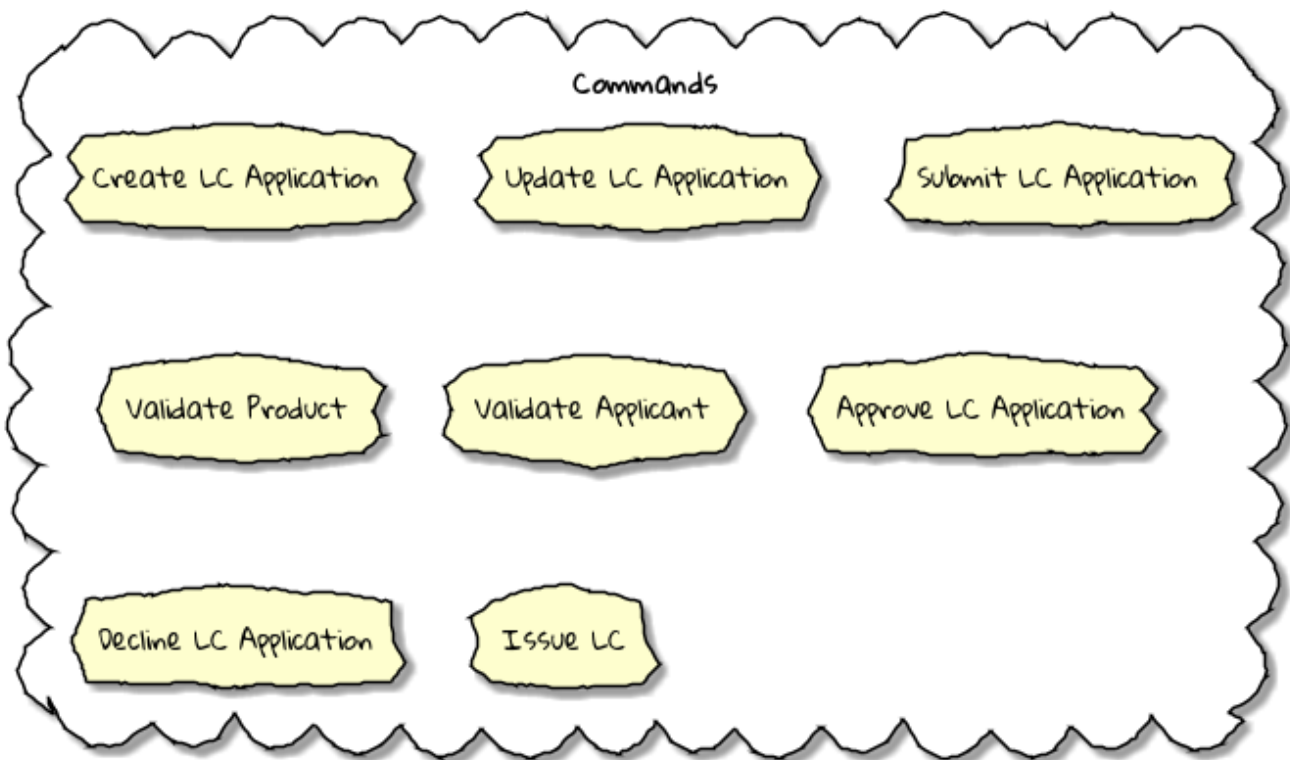 Commands
Create LC Application
Update LC Application
Submit LC Application
Validate Product
Validate Applicant
Approve LC Application
Decline LC Application
Issue LC